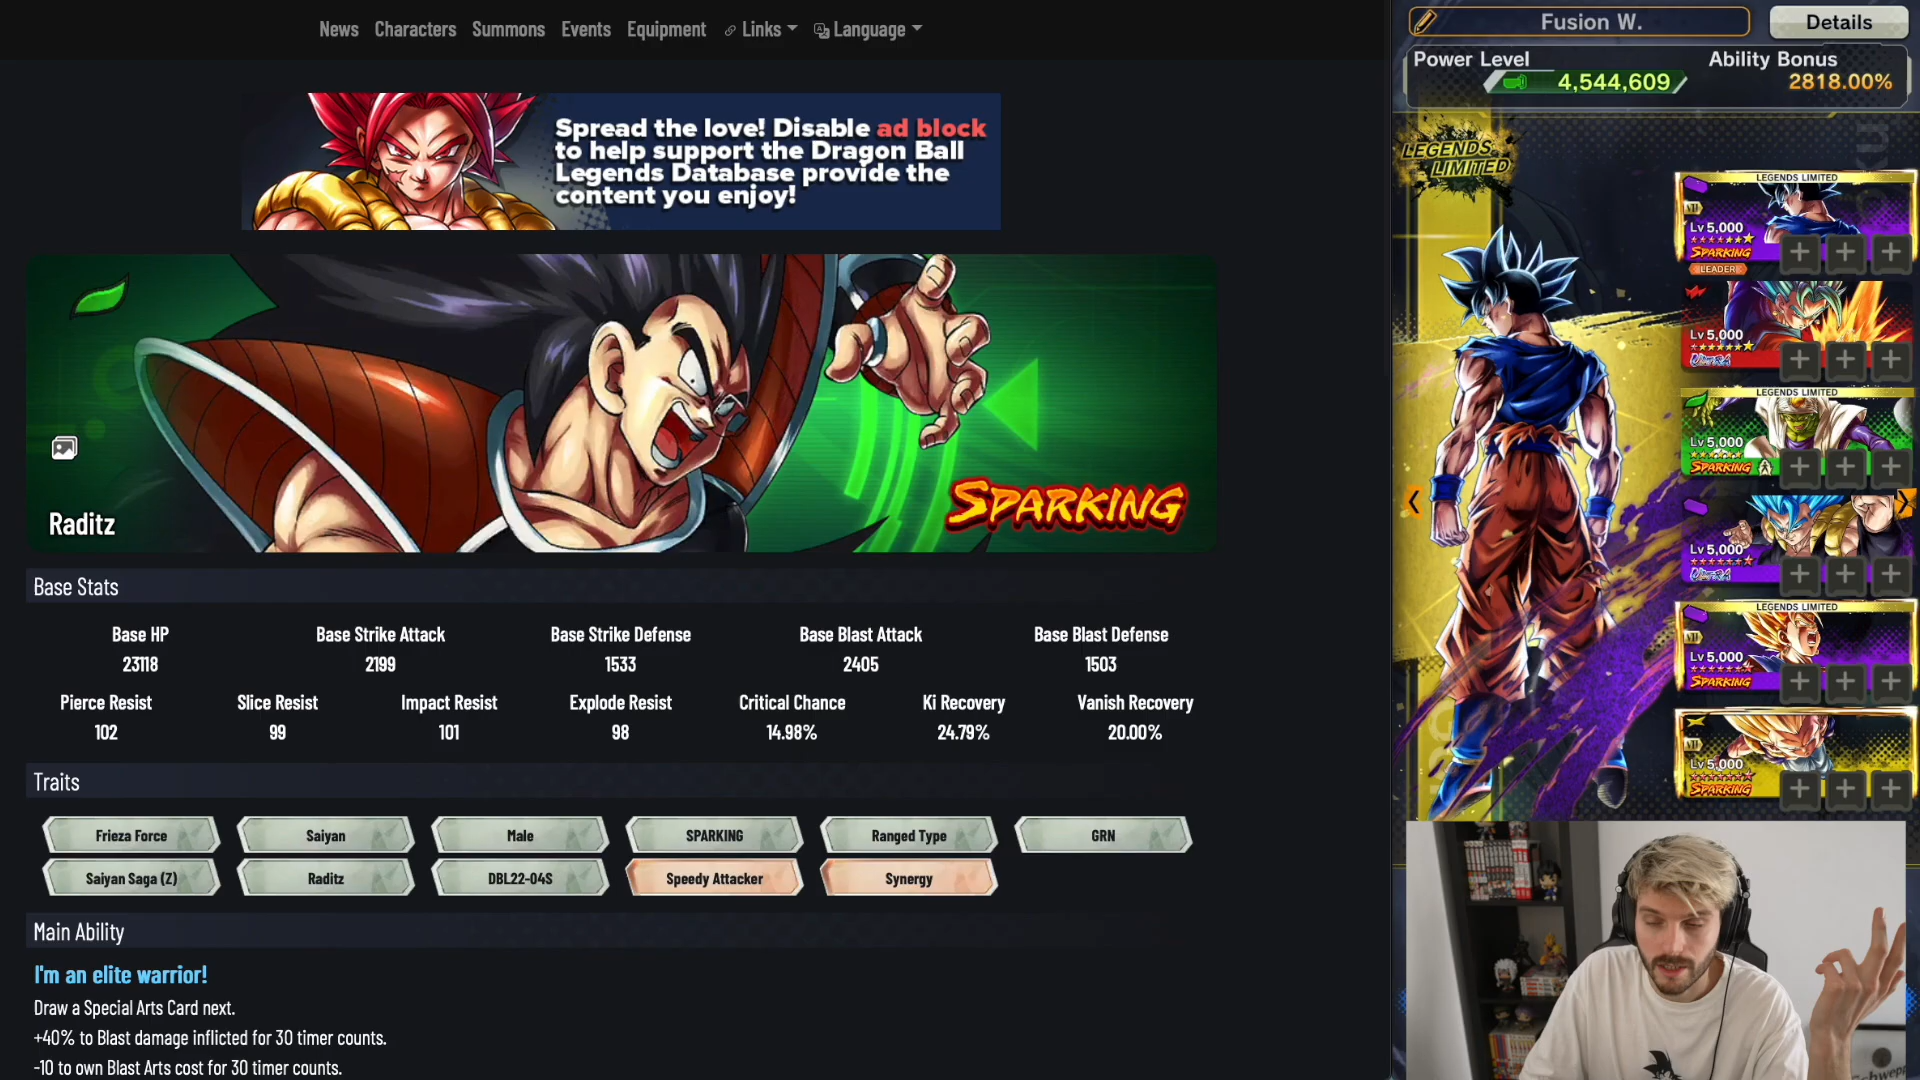 News Characters Summons Events Equipment Links Language
Spread the love! Disable ad block
to help support the Dragon Ball
Legends Database provide the
content you enjoy!
Raditz
SPARKING
Base Stats
Base HP Base Strike Attack Base Strike Defense Base Blast Attack Base Blast Defense
23118 2199 1533 2405 1503
Pierce Resist Slice Resist Impact Resist Explode Resist Critical Chance Ki Recovery Vanish Recovery
102 99 101 98 14.98% 24.79% 20.00%
Traits
Frieza Force Saiyan Male SPARKING Ranged Type GRN
Saiyan Saga (Z) Raditz DBL22-04S Speedy Attacker Synergy
Main Ability
I'm an elite warrior!
Draw a Special Arts Card next.
+40% to Blast damage inflicted for 30 timer counts.
-10 to own Blast Arts cost for 30 timer counts.
Fusion W. Details
Power Level Ability Bonus
4,544,609 2818.00%
LEGENDS
LIMITED
LEGENDS LIMITED
Lv 5,000
SPARKING
LEADER
Lv 5,000
ULTRA
LEGENDS LIMITED
Lv 5,000
SPARKING
Lv 5,000
ULTRA
LEGENDS LIMITED
Lv 5,000
SPARKING
Lv 5,000
SPARKING